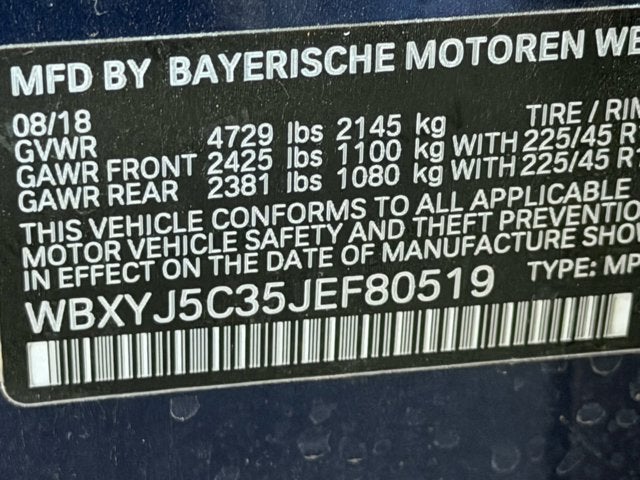 MFD BY BAYERISCHE MOTOREN WE
08/18 TIRE / RIM
GVWR 4729 lbs 2145 kg
GAWR FRONT 2425 lbs 1100 kg WITH 225/45 R
GAWR REAR 2381 lbs 1080 kg WITH 225/45 R
THIS VEHICLE CONFORMS TO ALL APPLICABLE
MOTOR VEHICLE SAFETY AND THEFT PREVENTIO
IN EFFECT ON THE DATE OF MANUFACTURE SHOW
WBXYJ5C35JEF80519 TYPE: MP